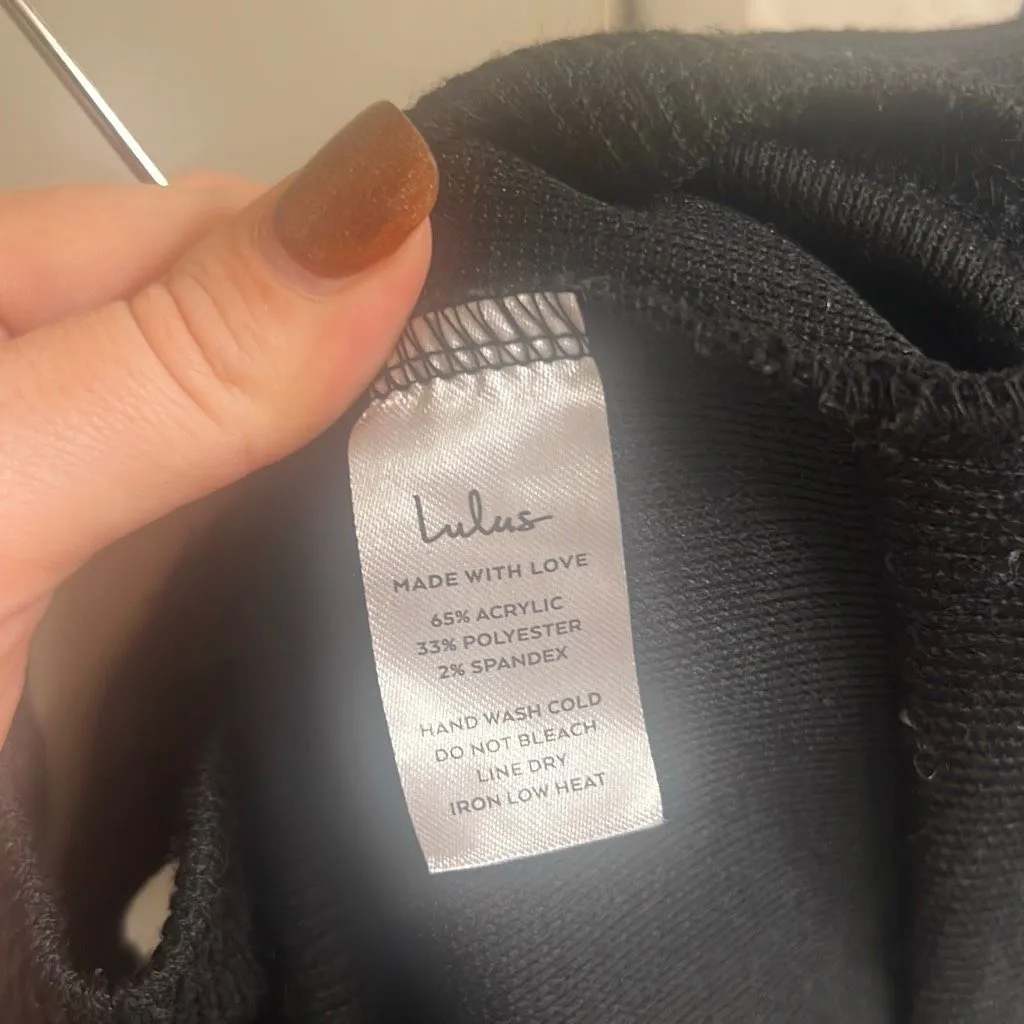 Lulus
MADE WITH LOVE
65% ACRYLIC
33% POLYESTER
2% SPANDEX
HAND WASH COLD
DO NOT BLEACH
LINE DRY
IRON LOW HEAT